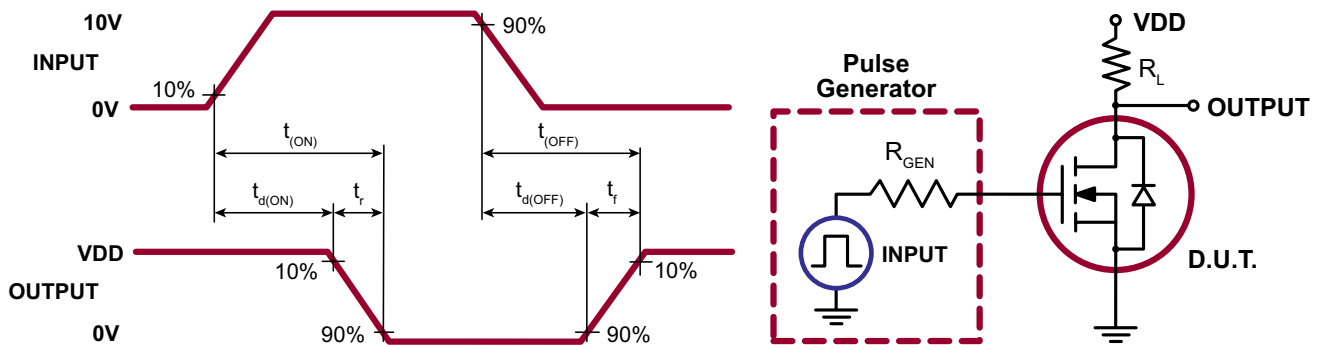 10V
INPUT
10%
0V
90%
t(ON)
t(OFF)
td(ON)
tr
td(OFF)
tf
VDD
OUTPUT
0V
10%
90%
90%
10%
Pulse
Generator
RGEN
INPUT
VDD
RL
OUTPUT
D.U.T.